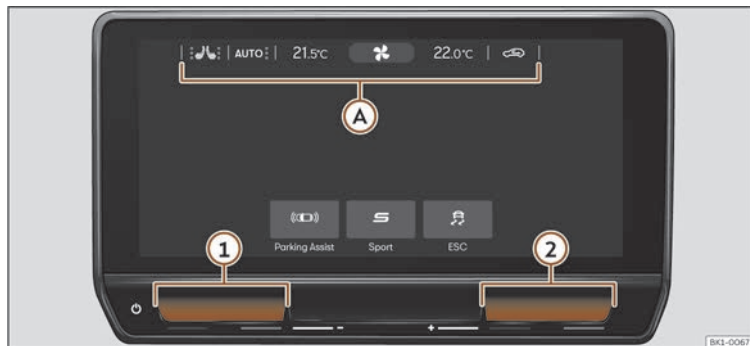 AUTO 21.5°C 22.0°C
A
Parking Assist Sport ESC
1 2
- +
BK1-0067